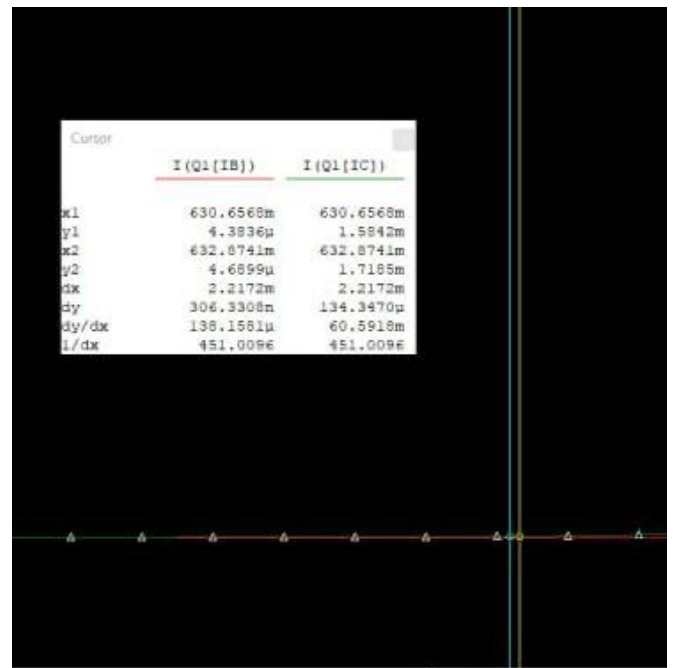 Cursor
I(Q1[IB]) I(Q1[IC])
x1 630.6568m 630.6568m
y1 4.3836µ 1.5842m
x2 632.8741m 632.8741m
y2 4.6899µ 1.7185m
dx 2.2172m 2.2172m
dy 306.3308n 134.3470µ
dy/dx 138.1581µ 60.5918m
1/dx 451.0096 451.0096